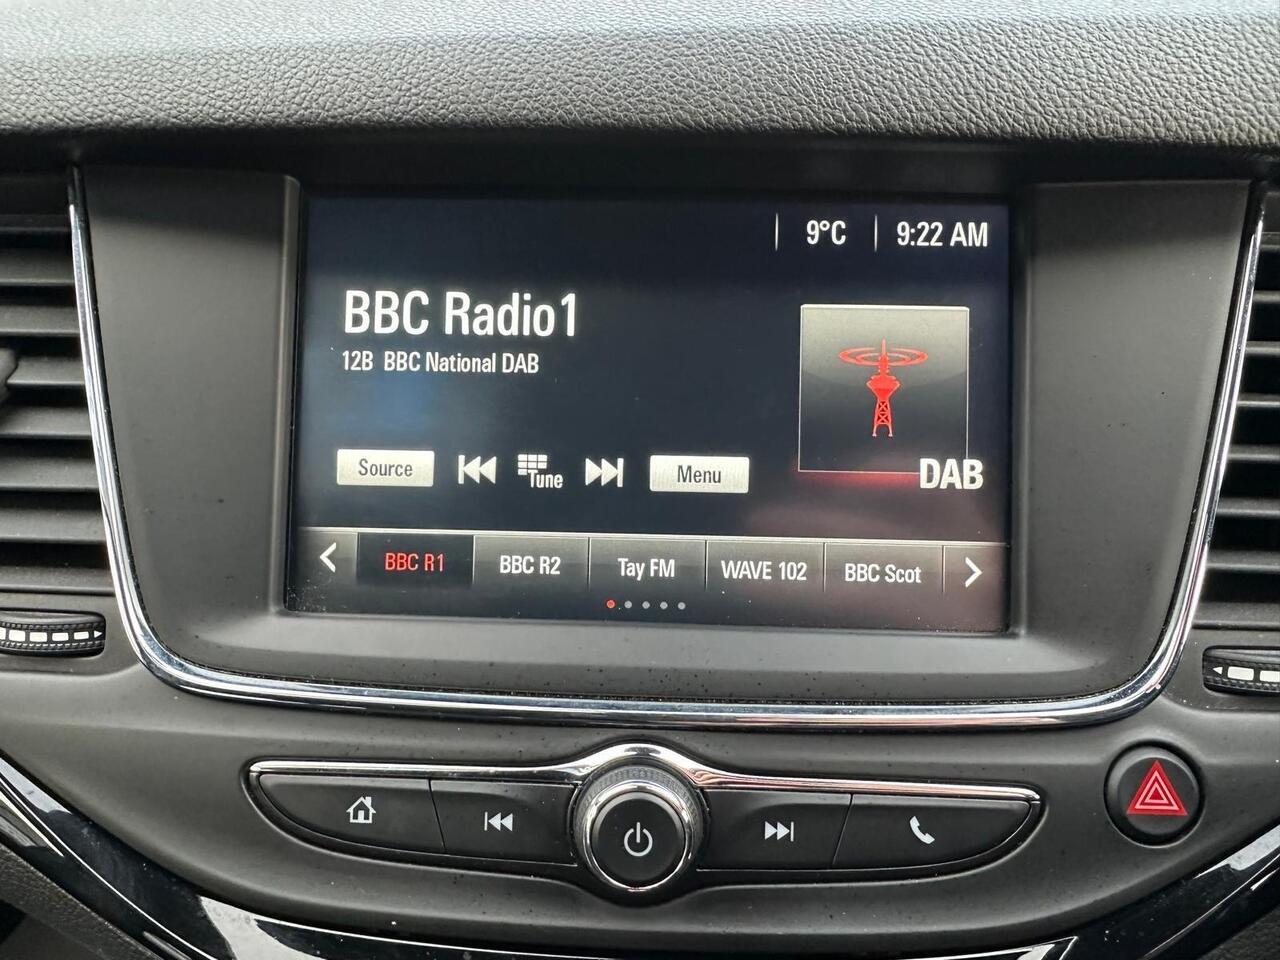 9°C 9:22 AM
BBC Radio1
12B BBC National DAB
Source Tune Menu
DAB
BBC R1 BBC R2 Tay FM WAVE 102 BBC Scot